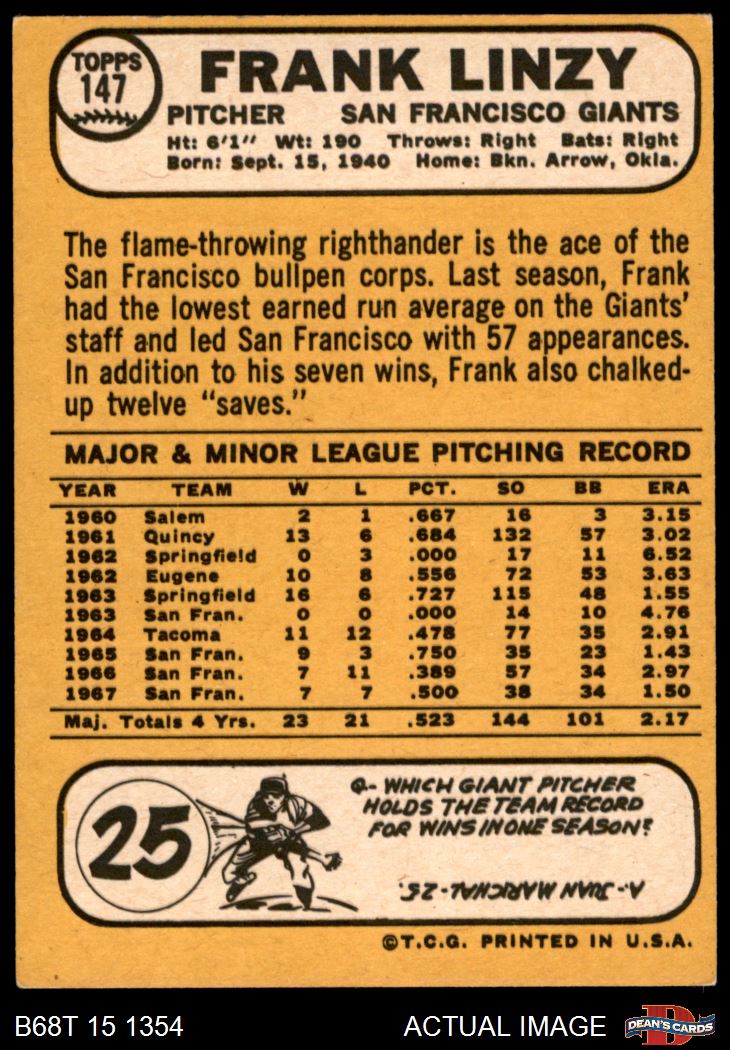 TOPPS
147
FRANK LINZY
PITCHER SAN FRANCISCO GIANTS
Ht: 6'1" Wt: 190 Throws: Right Bats: Right
Born: Sept. 15, 1940 Home: Bkn. Arrow, Okla.
The flame-throwing righthander is the ace of the
San Francisco bullpen corps. Last season, Frank
had the lowest earned run average on the Giants'
staff and led San Francisco with 57 appearances.
In addition to his seven wins, Frank also chalked-
up twelve "saves."
MAJOR & MINOR LEAGUE PITCHING RECORD
YEAR TEAM W L PCT. SO BB ERA
1960 Salem 2 1 .667 16 3 3.15
1961 Quincy 13 6 .684 132 57 3.02
1962 Springfield 0 3 .000 17 11 6.52
1962 Eugene 10 8 .556 72 53 3.63
1963 Springfield 16 6 .727 115 48 1.55
1963 San Fran. 0 0 .000 14 10 4.76
1964 Tacoma 11 12 .478 77 35 2.91
1965 San Fran. 9 3 .750 35 23 1.43
1966 San Fran. 7 11 .389 57 34 2.97
1967 San Fran. 7 7 .500 38 34 1.50
Maj. Totals 4 Yrs. 23 21 .523 144 101 2.17
25
Q- WHICH GIANT PITCHER
HOLDS THE TEAM RECORD
FOR WINS IN ONE SEASON?
A- JUAN MARICHAL - 25.
©T.C.G. PRINTED IN U.S.A.
B68T 15 1354 ACTUAL IMAGE
D
DEAN'S CARDS